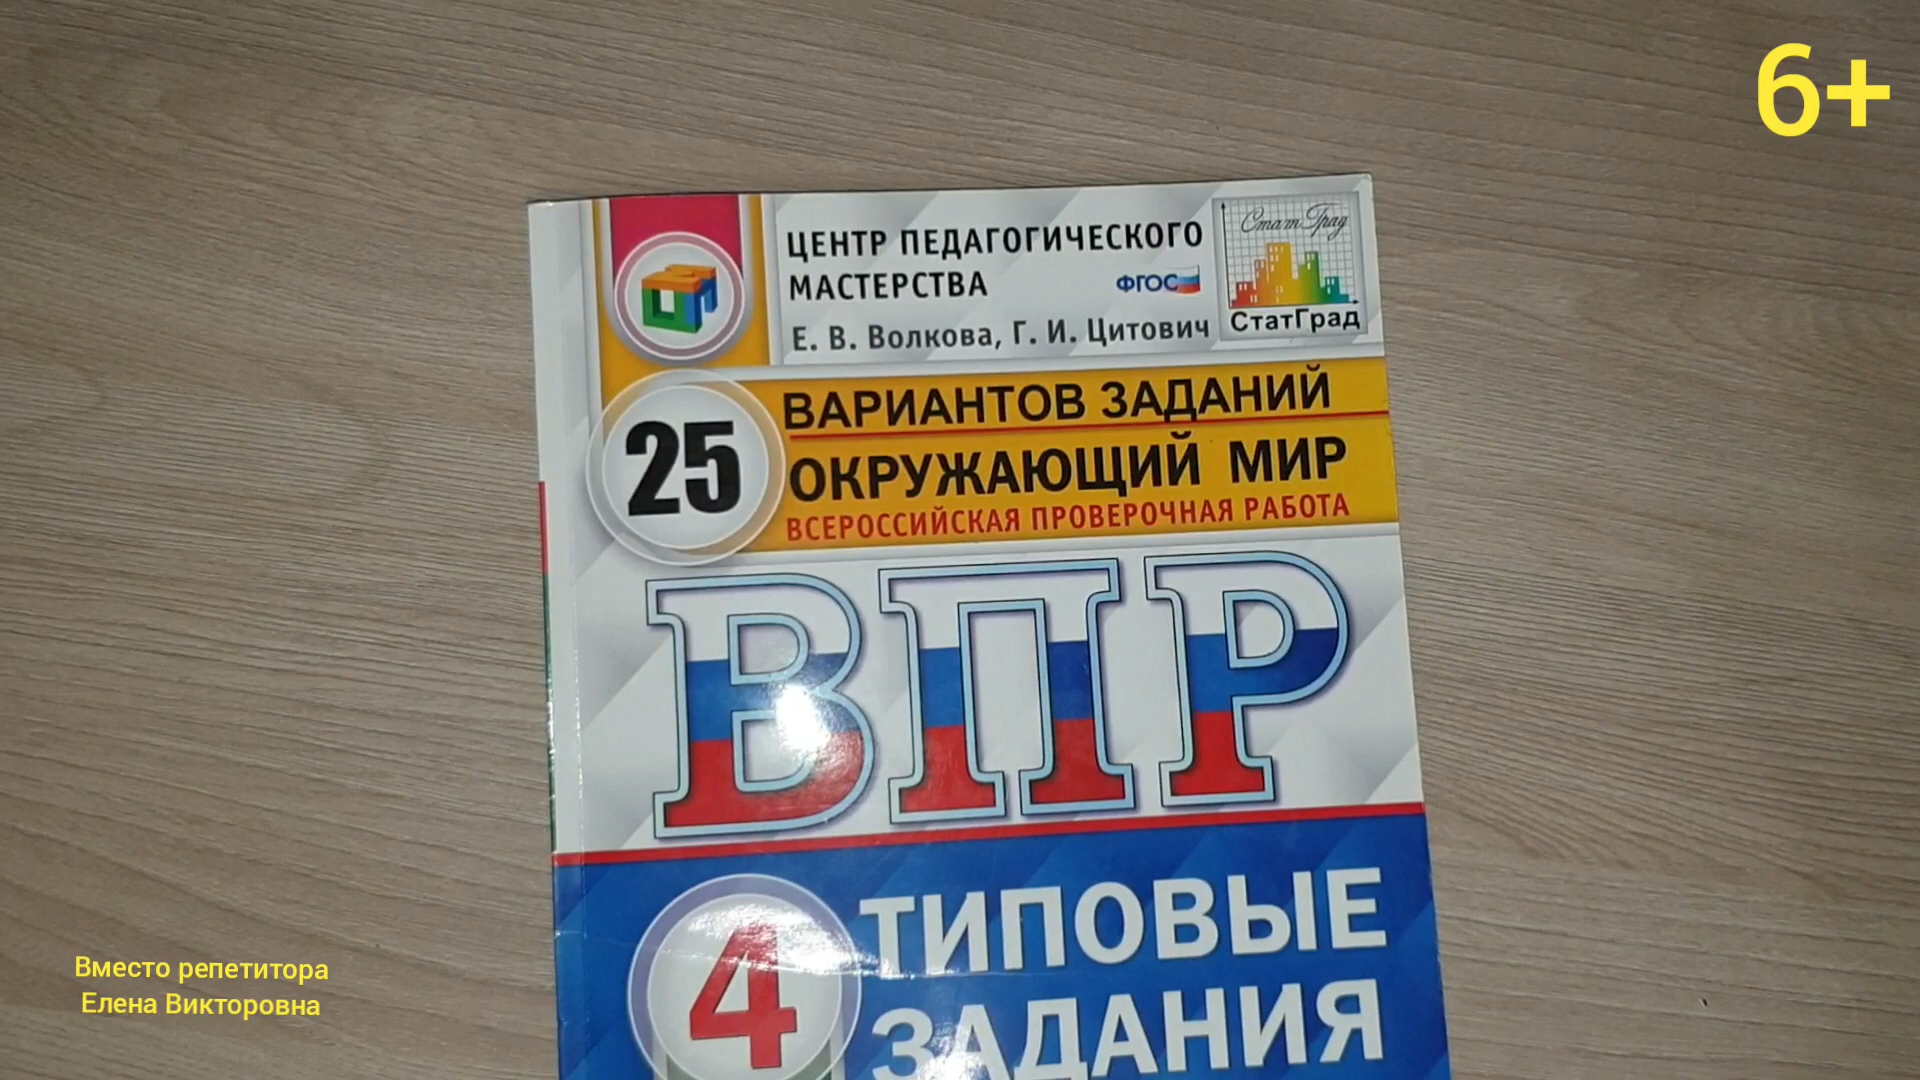 6+
ЦЕНТР ПЕДАГОГИЧЕСКОГО
МАСТЕРСТВА
ФГОС
Е. В. Волкова, Г. И. Цитович
СтатГрад
СтатГрад
25
ВАРИАНТОВ ЗАДАНИЙ
ОКРУЖАЮЩИЙ МИР
ВСЕРОССИЙСКАЯ ПРОВЕРОЧНАЯ РАБОТА
ВПР
4
ТИПОВЫЕ
ЗАДАНИЯ
Вместо репетитора
Елена Викторовна